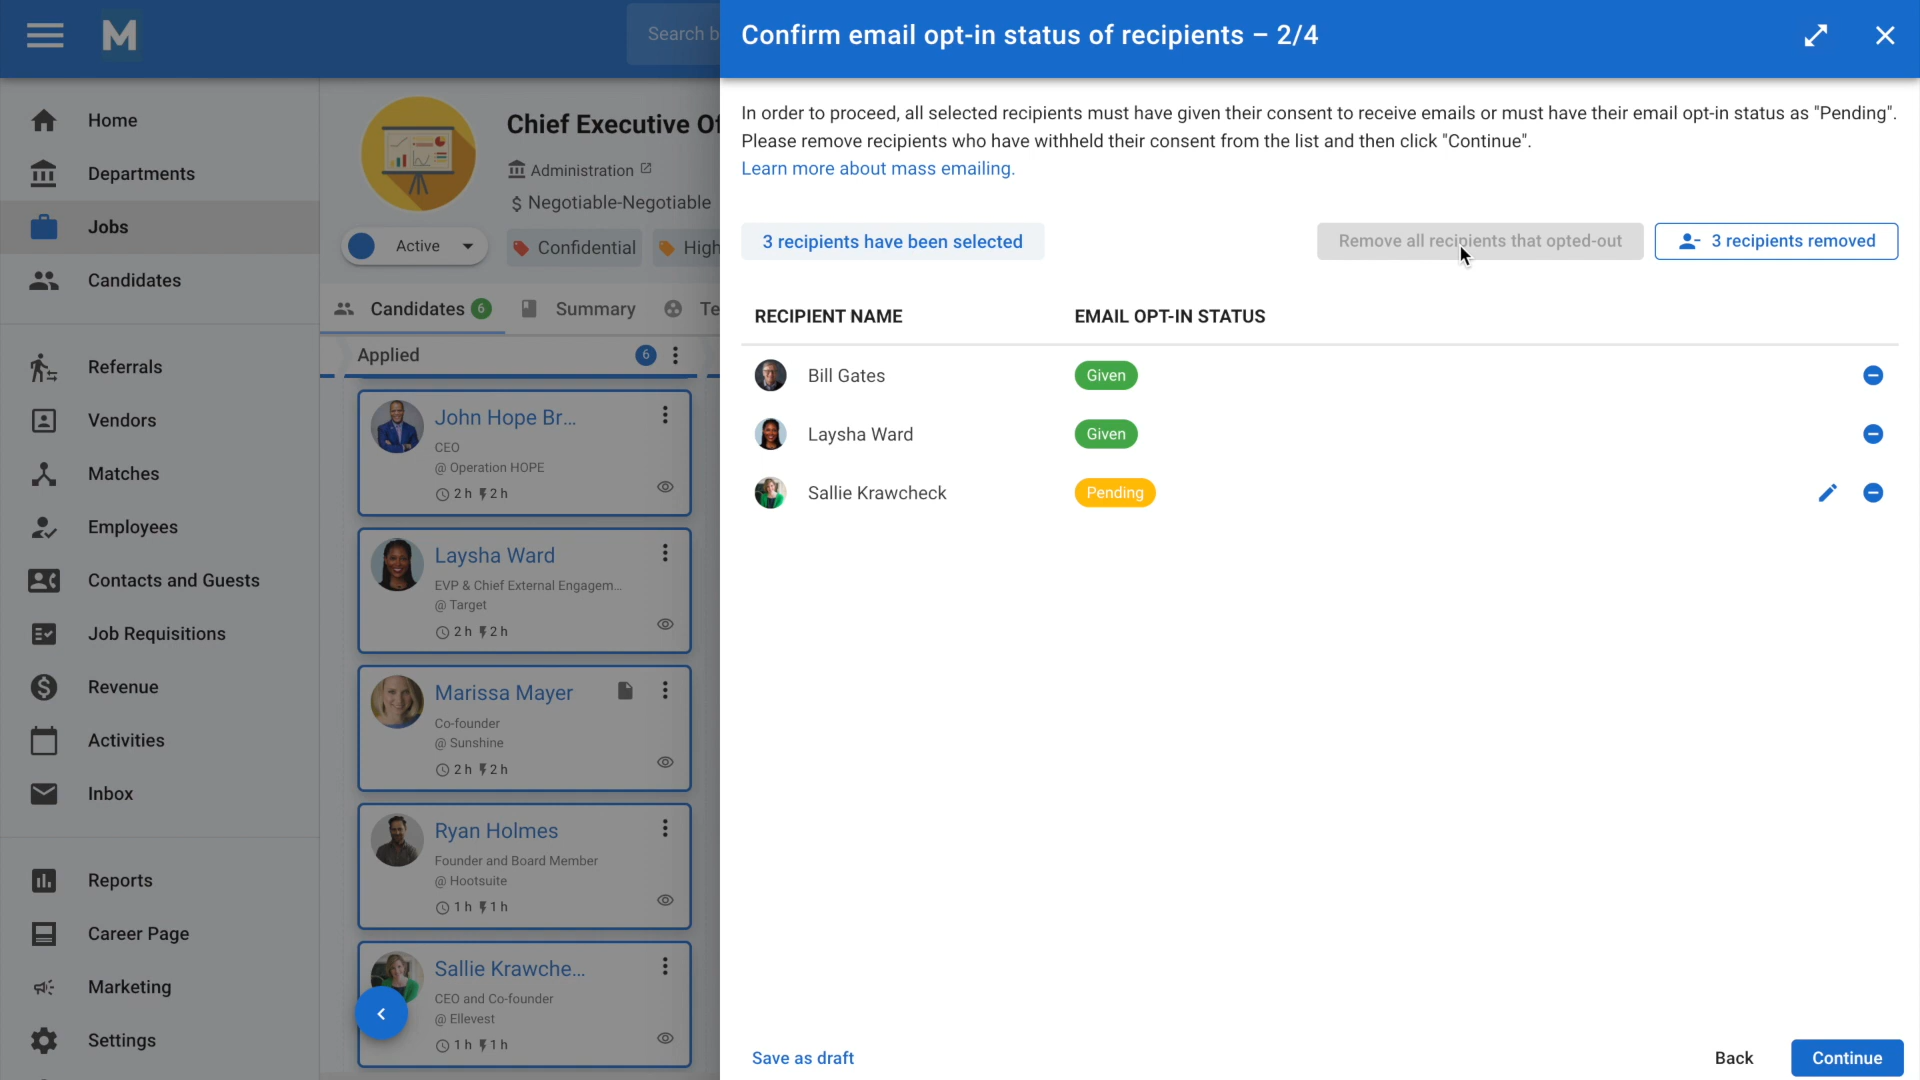 M
Search b
Home
Departments
Jobs
Candidates
Referrals
Vendors
Matches
Employees
Contacts and Guests
Job Requisitions
Revenue
Activities
Inbox
Reports
Career Page
Marketing
Settings
Chief Executive Of
Administration
$ Negotiable-Negotiable
Active
Confidential
High
Candidates 6
Summary
Te
Applied
6
John Hope Br...
CEO
@ Operation HOPE
2 h 2 h
Laysha Ward
EVP & Chief External Engagem...
@ Target
2 h 2 h
Marissa Mayer
Co-founder
@ Sunshine
2 h 2 h
Ryan Holmes
Founder and Board Member
@ Hootsuite
1 h 1 h
Sallie Krawche...
CEO and Co-founder
@ Ellevest
1 h 1 h
Confirm email opt-in status of recipients – 2/4
In order to proceed, all selected recipients must have given their consent to receive emails or must have their email opt-in status as "Pending".
Please remove recipients who have withheld their consent from the list and then click "Continue".
Learn more about mass emailing.
3 recipients have been selected
Remove all recipients that opted-out
3 recipients removed
RECIPIENT NAME
EMAIL OPT-IN STATUS
Bill Gates
Given
Laysha Ward
Given
Sallie Krawcheck
Pending
Save as draft
Back
Continue